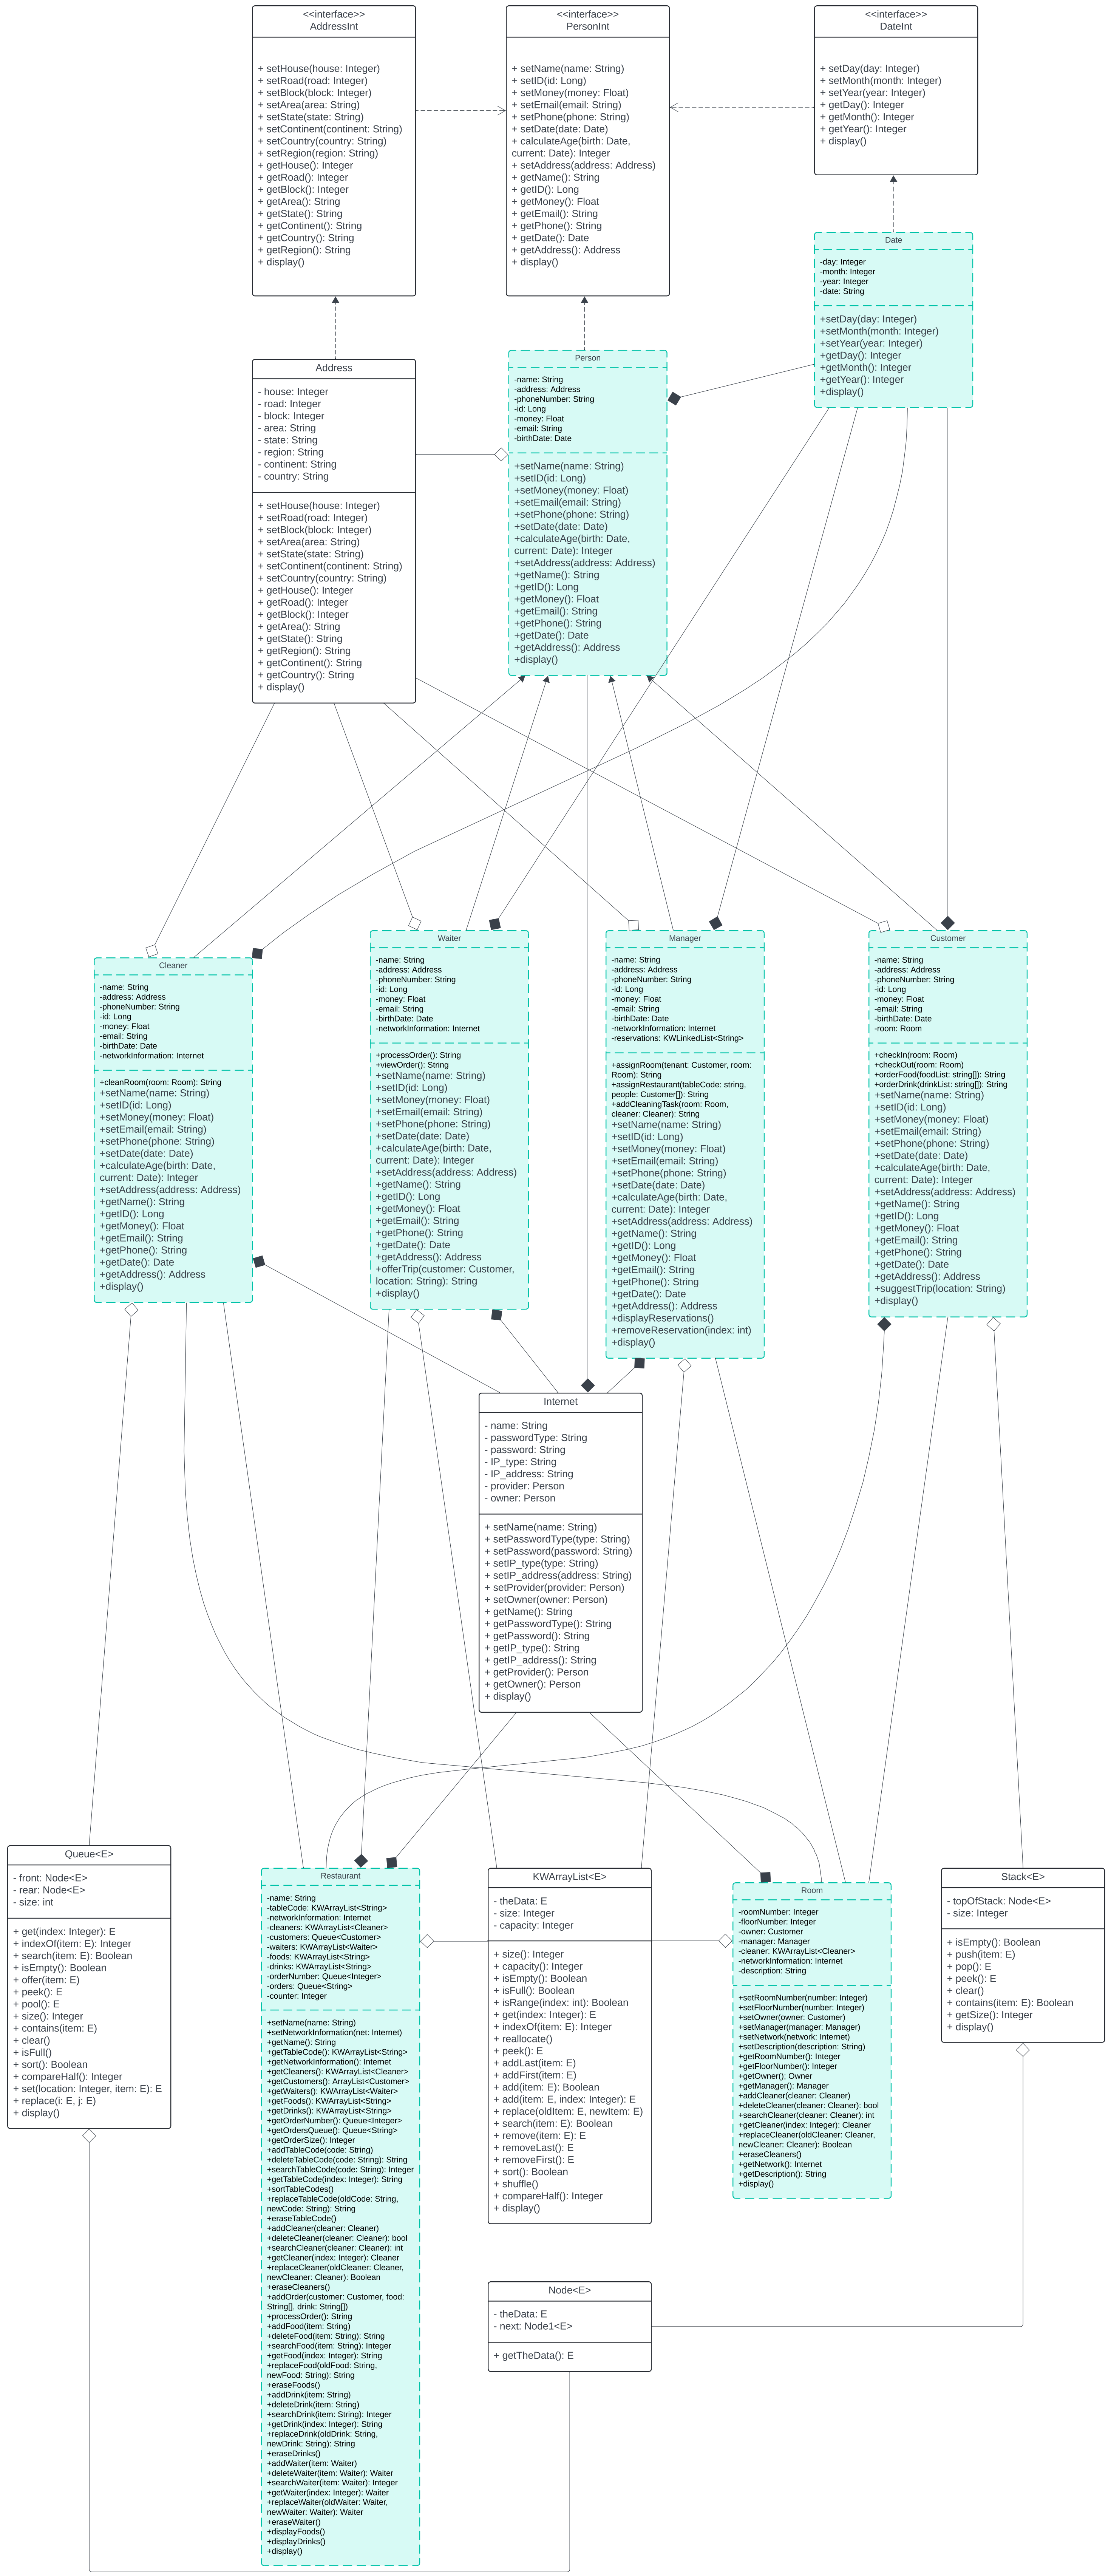 <<interface>>
AddressInt
+ setHouse(house: Integer)
+ setRoad(road: Integer)
+ setBlock(block: Integer)
+ setArea(area: String)
+ setState(state: String)
+ setContinent(continent: String)
+ setCountry(country: String)
+ setRegion(region: String)
+ getHouse(): Integer
+ getRoad(): Integer
+ getBlock(): Integer
+ getArea(): String
+ getState(): String
+ getContinent(): String
+ getCountry(): String
+ getRegion(): String
+ display()
<<interface>>
PersonInt
+ setName(name: String)
+ setID(id: Long)
+ setMoney(money: Float)
+ setEmail(email: String)
+ setPhone(phone: String)
+ setDate(date: Date)
+ calculateAge(birth: Date,
current: Date): Integer
+ setAddress(address: Address)
+ getName(): String
+ getID(): Long
+ getMoney(): Float
+ getEmail(): String
+ getPhone(): String
+ getDate(): Date
+ getAddress(): Address
+ display()
<<interface>>
DateInt
+ setDay(day: Integer)
+ setMonth(month: Integer)
+ setYear(year: Integer)
+ getDay(): Integer
+ getMonth(): Integer
+ getYear(): Integer
+ display()
Date
-day: Integer
-month: Integer
-year: Integer
-date: String
+setDay(day: Integer)
+setMonth(month: Integer)
+setYear(year: Integer)
+getDay(): Integer
+getMonth(): Integer
+getYear(): Integer
+display()
Address
- house: Integer
- road: Integer
- block: Integer
- area: String
- state: String
- region: String
- continent: String
- country: String
+ setHouse(house: Integer)
+ setRoad(road: Integer)
+ setBlock(block: Integer)
+ setArea(area: String)
+ setState(state: String)
+ setContinent(continent: String)
+ setCountry(country: String)
+ getHouse(): Integer
+ getRoad(): Integer
+ getBlock(): Integer
+ getArea(): String
+ getState(): String
+ getRegion(): String
+ getContinent(): String
+ getCountry(): String
+ display()
Person
-name: String
-address: Address
-phoneNumber: String
-id: Long
-money: Float
-email: String
-birthDate: Date
+setName(name: String)
+setID(id: Long)
+setMoney(money: Float)
+setEmail(email: String)
+setPhone(phone: String)
+setDate(date: Date)
+calculateAge(birth: Date,
current: Date): Integer
+setAddress(address: Address)
+getName(): String
+getID(): Long
+getMoney(): Float
+getEmail(): String
+getPhone(): String
+getDate(): Date
+getAddress(): Address
+display()
Cleaner
-name: String
-address: Address
-phoneNumber: String
-id: Long
-money: Float
-email: String
-birthDate: Date
-networkInformation: Internet
+cleanRoom(room: Room): String
+setName(name: String)
+setID(id: Long)
+setMoney(money: Float)
+setEmail(email: String)
+setPhone(phone: String)
+setDate(date: Date)
+calculateAge(birth: Date,
current: Date): Integer
+setAddress(address: Address)
+getName(): String
+getID(): Long
+getMoney(): Float
+getEmail(): String
+getPhone(): String
+getDate(): Date
+getAddress(): Address
+display()
Waiter
-name: String
-address: Address
-phoneNumber: String
-id: Long
-money: Float
-email: String
-birthDate: Date
-networkInformation: Internet
+processOrder(): String
+viewOrder(): String
+setName(name: String)
+setID(id: Long)
+setMoney(money: Float)
+setEmail(email: String)
+setPhone(phone: String)
+setDate(date: Date)
+calculateAge(birth: Date,
current: Date): Integer
+setAddress(address: Address)
+getName(): String
+getID(): Long
+getMoney(): Float
+getEmail(): String
+getPhone(): String
+getDate(): Date
+getAddress(): Address
+offerTrip(customer: Customer,
location: String): String
+display()
Manager
-name: String
-address: Address
-phoneNumber: String
-id: Long
-money: Float
-email: String
-birthDate: Date
-networkInformation: Internet
-reservations: KWLinkedList<String>
+assignRoom(tenant: Customer, room:
Room): String
+assignRestaurant(tableCode: string,
people: Customer[]): String
+addCleaningTask(room: Room,
cleaner: Cleaner): String
+setName(name: String)
+setID(id: Long)
+setMoney(money: Float)
+setEmail(email: String)
+setPhone(phone: String)
+setDate(date: Date)
+calculateAge(birth: Date,
current: Date): Integer
+setAddress(address: Address)
+getName(): String
+getID(): Long
+getMoney(): Float
+getEmail(): String
+getPhone(): String
+getDate(): Date
+getAddress(): Address
+displayReservations()
+removeReservation(index: int)
+display()
Customer
-name: String
-address: Address
-phoneNumber: String
-id: Long
-money: Float
-email: String
-birthDate: Date
-room: Room
+checkIn(room: Room)
+checkOut(room: Room)
+orderFood(foodList: string[]): String
+orderDrink(drinkList: string[]): String
+setName(name: String)
+setID(id: Long)
+setMoney(money: Float)
+setEmail(email: String)
+setPhone(phone: String)
+setDate(date: Date)
+calculateAge(birth: Date,
current: Date): Integer
+setAddress(address: Address)
+getName(): String
+getID(): Long
+getMoney(): Float
+getEmail(): String
+getPhone(): String
+getDate(): Date
+getAddress(): Address
+suggestTrip(location: String)
+display()
Internet
- name: String
- passwordType: String
- password: String
- IP_type: String
- IP_address: String
- provider: Person
- owner: Person
+ setName(name: String)
+ setPasswordType(type: String)
+ setPassword(password: String)
+ setIP_type(type: String)
+ setIP_address(address: String)
+ setProvider(provider: Person)
+ setOwner(owner: Person)
+ getName(): String
+ getPasswordType(): String
+ getPassword(): String
+ getIP_type(): String
+ getIP_address(): String
+ getProvider(): Person
+ getOwner(): Person
+ display()
Queue<E>
- front: Node<E>
- rear: Node<E>
- size: int
+ get(index: Integer): E
+ indexOf(item: E): Integer
+ search(item: E): Boolean
+ isEmpty(): Boolean
+ offer(item: E)
+ peek(): E
+ pool(): E
+ size(): Integer
+ contains(item: E)
+ clear()
+ isFull()
+ sort(): Boolean
+ compareHalf(): Integer
+ set(location: Integer, item: E): E
+ replace(i: E, j: E)
+ display()
Restaurant
-name: String
-tableCode: KWArrayList<String>
-networkInformation: Internet
-cleaners: KWArrayList<Cleaner>
-customers: Queue<Customer>
-waiters: KWArrayList<Waiter>
-foods: KWArrayList<String>
-drinks: KWArrayList<String>
-orderNumber: Queue<Integer>
-orders: Queue<String>
-counter: Integer
+setName(name: String)
+setNetworkInformation(net: Internet)
+getName(): String
+getTableCode(): KWArrayList<String>
+getNetworkInformation(): Internet
+getCleaners(): KWArrayList<Cleaner>
+getCustomers(): ArrayList<Customer>
+getWaiters(): KWArrayList<Waiter>
+getFoods(): KWArrayList<String>
+getDrinks(): KWArrayList<String>
+getOrderNumber(): Queue<Integer>
+getOrdersQueue(): Queue<String>
+getOrderSize(): Integer
+addTableCode(code: String)
+deleteTableCode(code: String): String
+searchTableCode(code: String): Integer
+getTableCode(index: Integer): String
+sortTableCodes()
+replaceTableCode(oldCode: String,
newCode: String): String
+eraseTableCode()
+addCleaner(cleaner: Cleaner)
+deleteCleaner(cleaner: Cleaner): bool
+searchCleaner(cleaner: Cleaner): int
+getCleaner(index: Integer): Cleaner
+replaceCleaner(oldCleaner: Cleaner,
newCleaner: Cleaner): Boolean
+eraseCleaners()
+addOrder(customer: Customer, food:
String[], drink: String[])
+processOrder(): String
+addFood(item: String)
+deleteFood(item: String): String
+searchFood(item: String): Integer
+getFood(index: Integer): String
+replaceFood(oldFood: String,
newFood: String): String
+eraseFoods()
+addDrink(item: String)
+deleteDrink(item: String)
+searchDrink(item: String): Integer
+getDrink(index: Integer): String
+replaceDrink(oldDrink: String,
newDrink: String): String
+eraseDrinks()
+addWaiter(item: Waiter)
+deleteWaiter(item: Waiter): Waiter
+searchWaiter(item: Waiter): Integer
+getWaiter(index: Integer): Waiter
+replaceWaiter(oldWaiter: Waiter,
newWaiter: Waiter): Waiter
+eraseWaiter()
+displayFoods()
+displayDrinks()
+display()
KWArrayList<E>
- theData: E
- size: Integer
- capacity: Integer
+ size(): Integer
+ capacity(): Integer
+ isEmpty(): Boolean
+ isFull(): Boolean
+ isRange(index: int): Boolean
+ get(index: Integer): E
+ indexOf(item: E): Integer
+ reallocate()
+ peek(): E
+ addLast(item: E)
+ addFirst(item: E)
+ add(item: E): Boolean
+ add(item: E, index: Integer): E
+ replace(oldItem: E, newItem: E)
+ search(item: E): Boolean
+ remove(item: E): E
+ removeLast(): E
+ removeFirst(): E
+ sort(): Boolean
+ shuffle()
+ compareHalf(): Integer
+ display()
Room
-roomNumber: Integer
-floorNumber: Integer
-owner: Customer
-manager: Manager
-cleaner: KWArrayList<Cleaner>
-networkInformation: Internet
-description: String
+setRoomNumber(number: Integer)
+setFloorNumber(number: Integer)
+setOwner(owner: Customer)
+setManager(manager: Manager)
+setNetwork(network: Internet)
+setDescription(description: String)
+getRoomNumber(): Integer
+getFloorNumber(): Integer
+getOwner(); Owner
+getManager(): Manager
+addCleaner(cleaner: Cleaner)
+deleteCleaner(cleaner: Cleaner): bool
+searchCleaner(cleaner: Cleaner): int
+getCleaner(index: Integer): Cleaner
+replaceCleaner(oldCleaner: Cleaner,
newCleaner: Cleaner): Boolean
+eraseCleaners()
+getNetwork(): Internet
+getDescription(): String
+display()
Stack<E>
- topOfStack: Node<E>
- size: Integer
+ isEmpty(): Boolean
+ push(item: E)
+ pop(): E
+ peek(): E
+ clear()
+ contains(item: E): Boolean
+ getSize(): Integer
+ display()
Node<E>
- theData: E
- next: Node1<E>
+ getTheData(): E